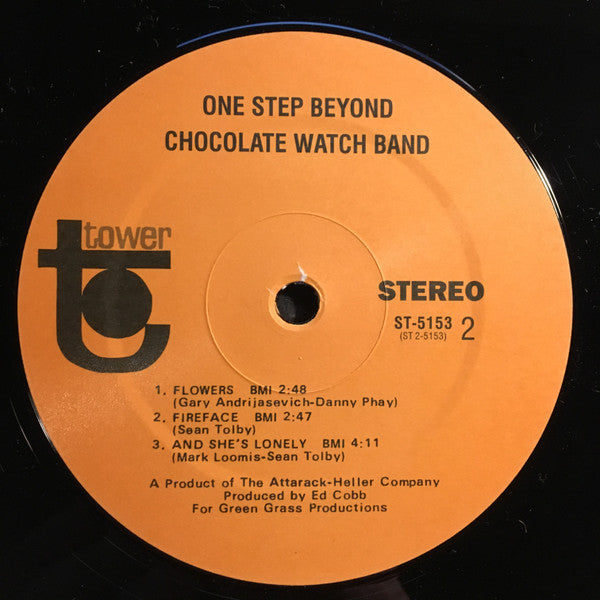 ONE STEP BEYOND
CHOCOLATE WATCH BAND
tower
STEREO
ST-5153
(ST 2-5153)
2
1. FLOWERS BMI 2:48
(Gary Andrijasevich-Danny Phay)
2. FIREFACE BMI 2:47
(Sean Tolby)
3. AND SHE'S LONELY BMI 4:11
(Mark Loomis-Sean Tolby)
A Product of The Attarack-Heller Company
Produced by Ed Cobb
For Green Grass Productions